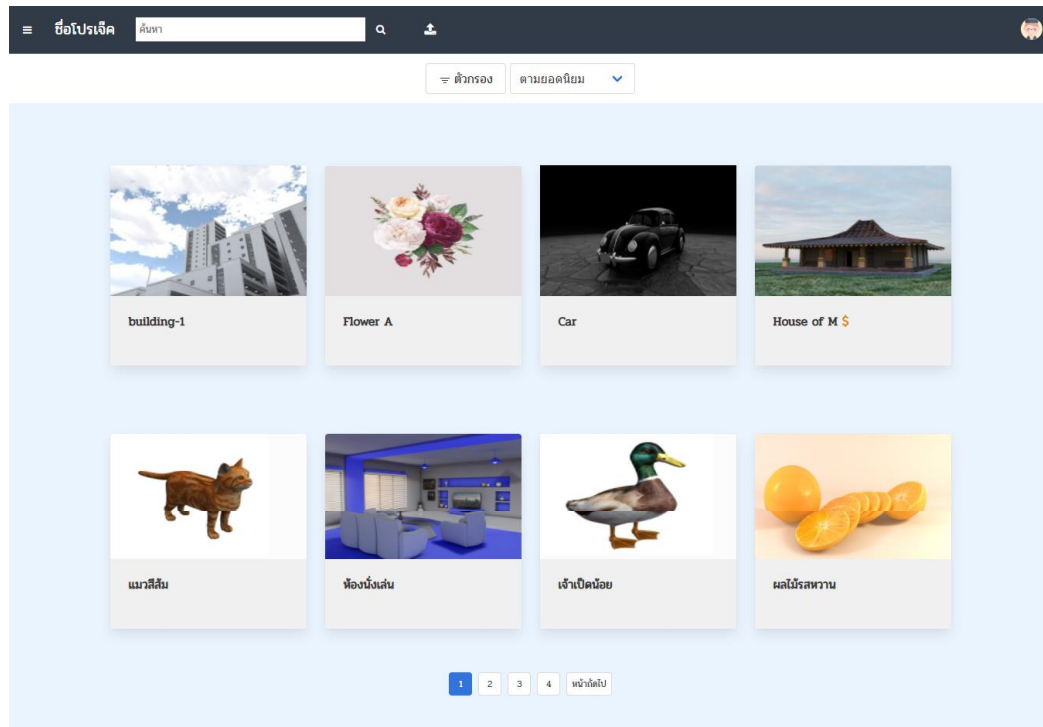 ชื่อโปรเจ็ค ค้นหา
ตัวกรอง ตามยอดนิยม
building-1 Flower A Car House of M $
แมวสีส้ม ห้องนั่งเล่น เจ้าเป็ดน้อย ผลไม้รสหวาน
1 2 3 4 หน้าถัดไป